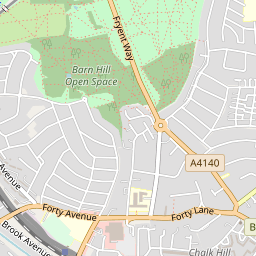 Fryent Way
Barn Hill
Open Space
A4140
Avenue
Forty Avenue
Forty Lane
Brook Avenue
Chalk Hill
B